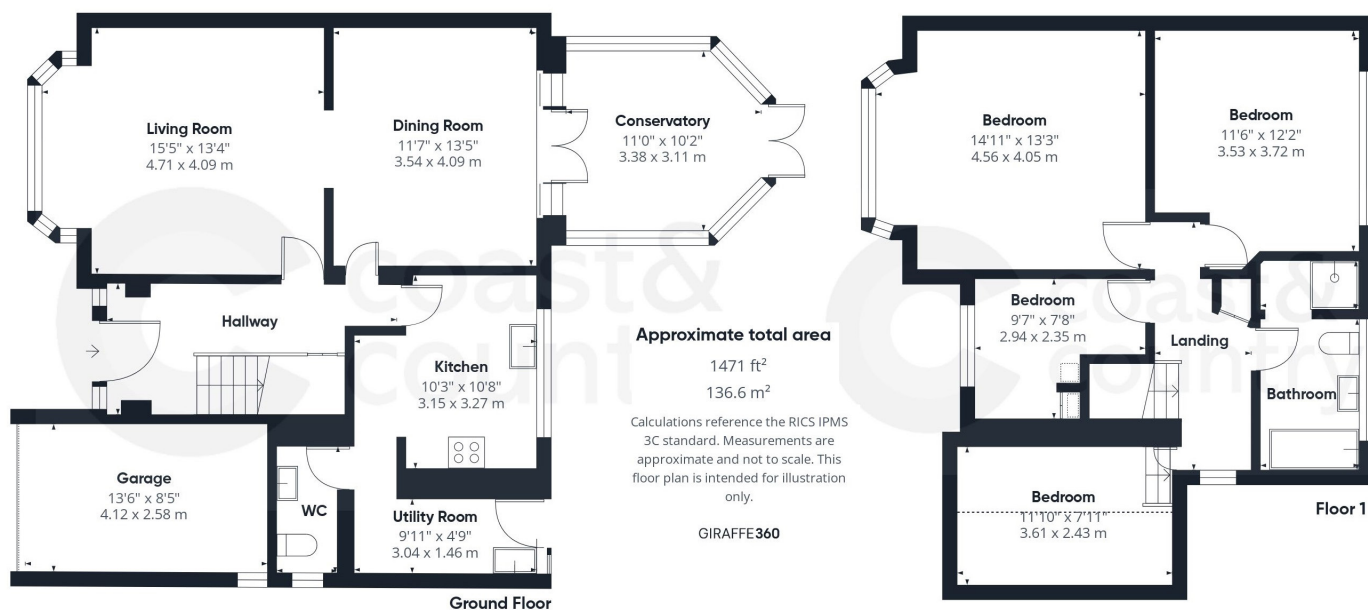 Living Room
15'5" x 13'4"
4.71 x 4.09 m
Dining Room
11'7" x 13'5"
3.54 x 4.09 m
Conservatory
11'0" x 10'2"
3.38 x 3.11 m
Hallway
Kitchen
10'3" x 10'8"
3.15 x 3.27 m
Garage
13'6" x 8'5"
4.12 x 2.58 m
WC
Utility Room
9'11" x 4'9"
3.04 x 1.46 m
Ground Floor
Approximate total area
1471 ft²
136.6 m²
Calculations reference the RICS IPMS
3C standard. Measurements are
approximate and not to scale. This
floor plan is intended for illustration
only.
GIRAFFE360
Bedroom
14'11" x 13'3"
4.56 x 4.05 m
Bedroom
11'6" x 12'2"
3.53 x 3.72 m
Bedroom
9'7" x 7'8"
2.94 x 2.35 m
Landing
Bathroom
Bedroom
11'10" x 7'11"
3.61 x 2.43 m
Floor 1
coast&
count
coast&
country